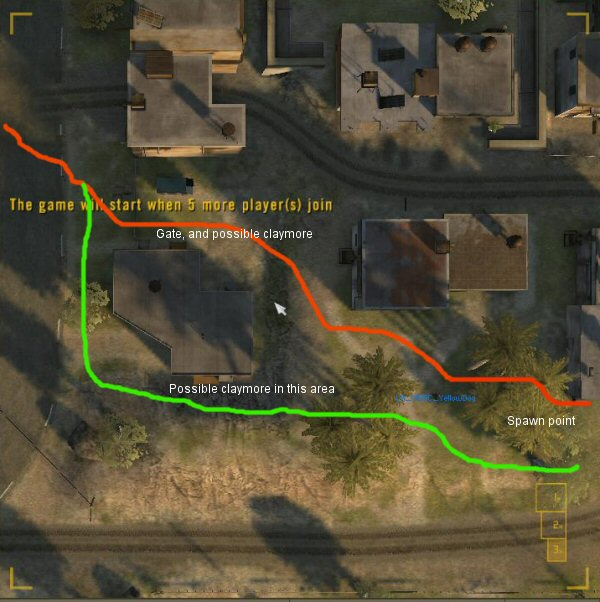 The game will start when 5 more player(s) join
Gate, and possible claymore
Possible claymore in this area
YellowDog
Spawn point
1
2
3